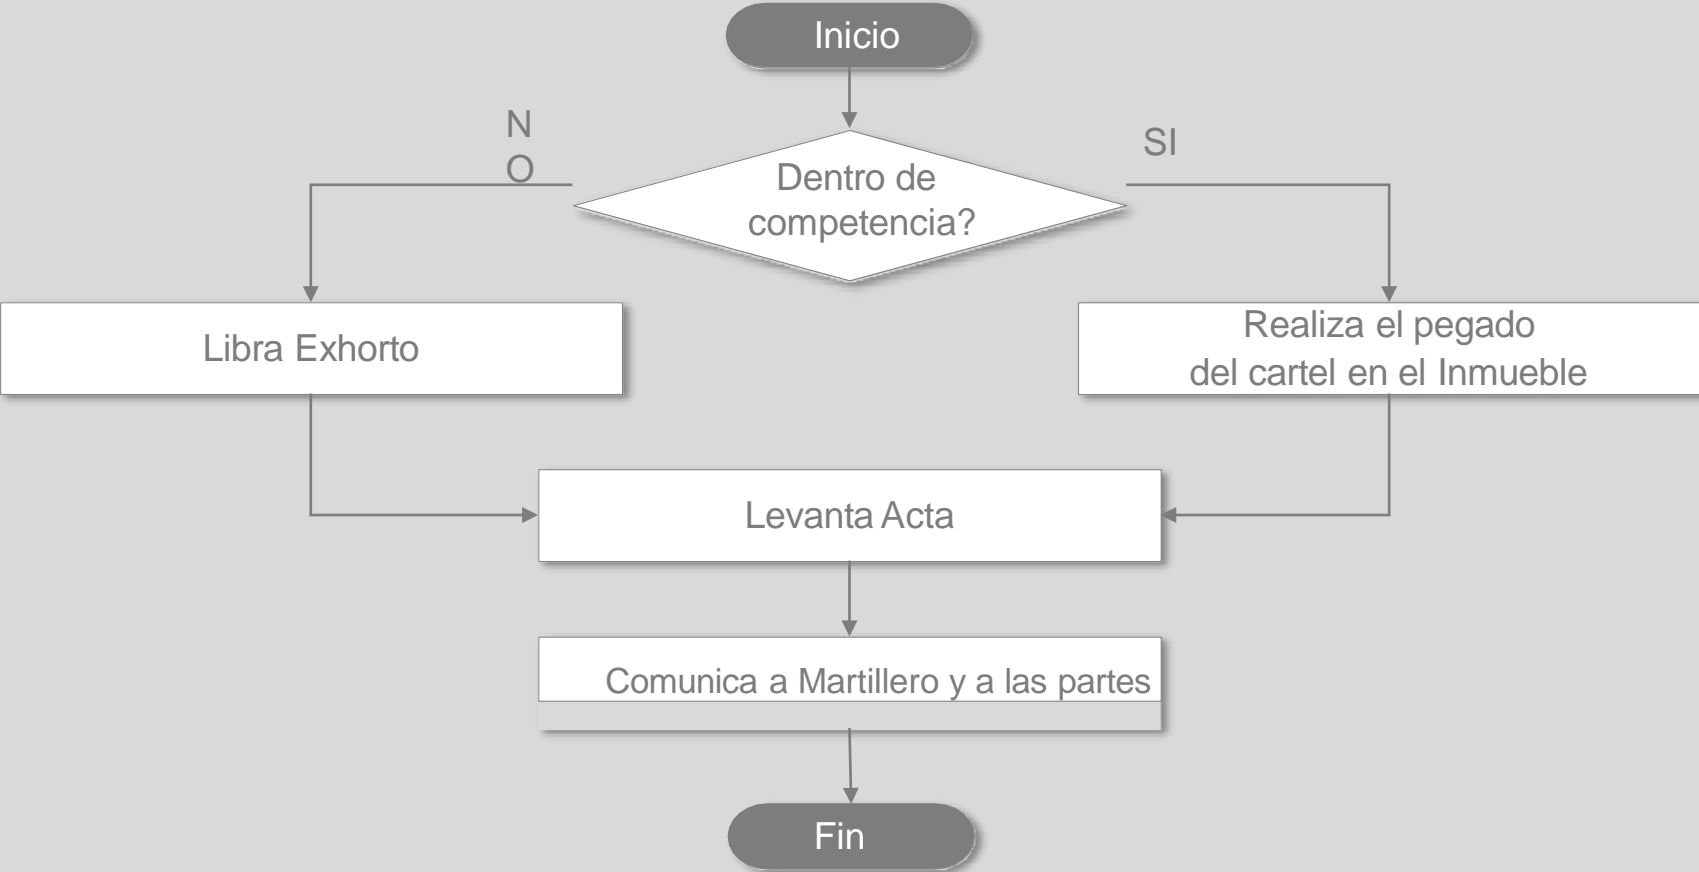 Inicio
N
O
SI
Dentro de
competencia?
Libra Exhorto
Realiza el pegado
del cartel en el Inmueble
Levanta Acta
Comunica a Martillero y a las partes
Fin